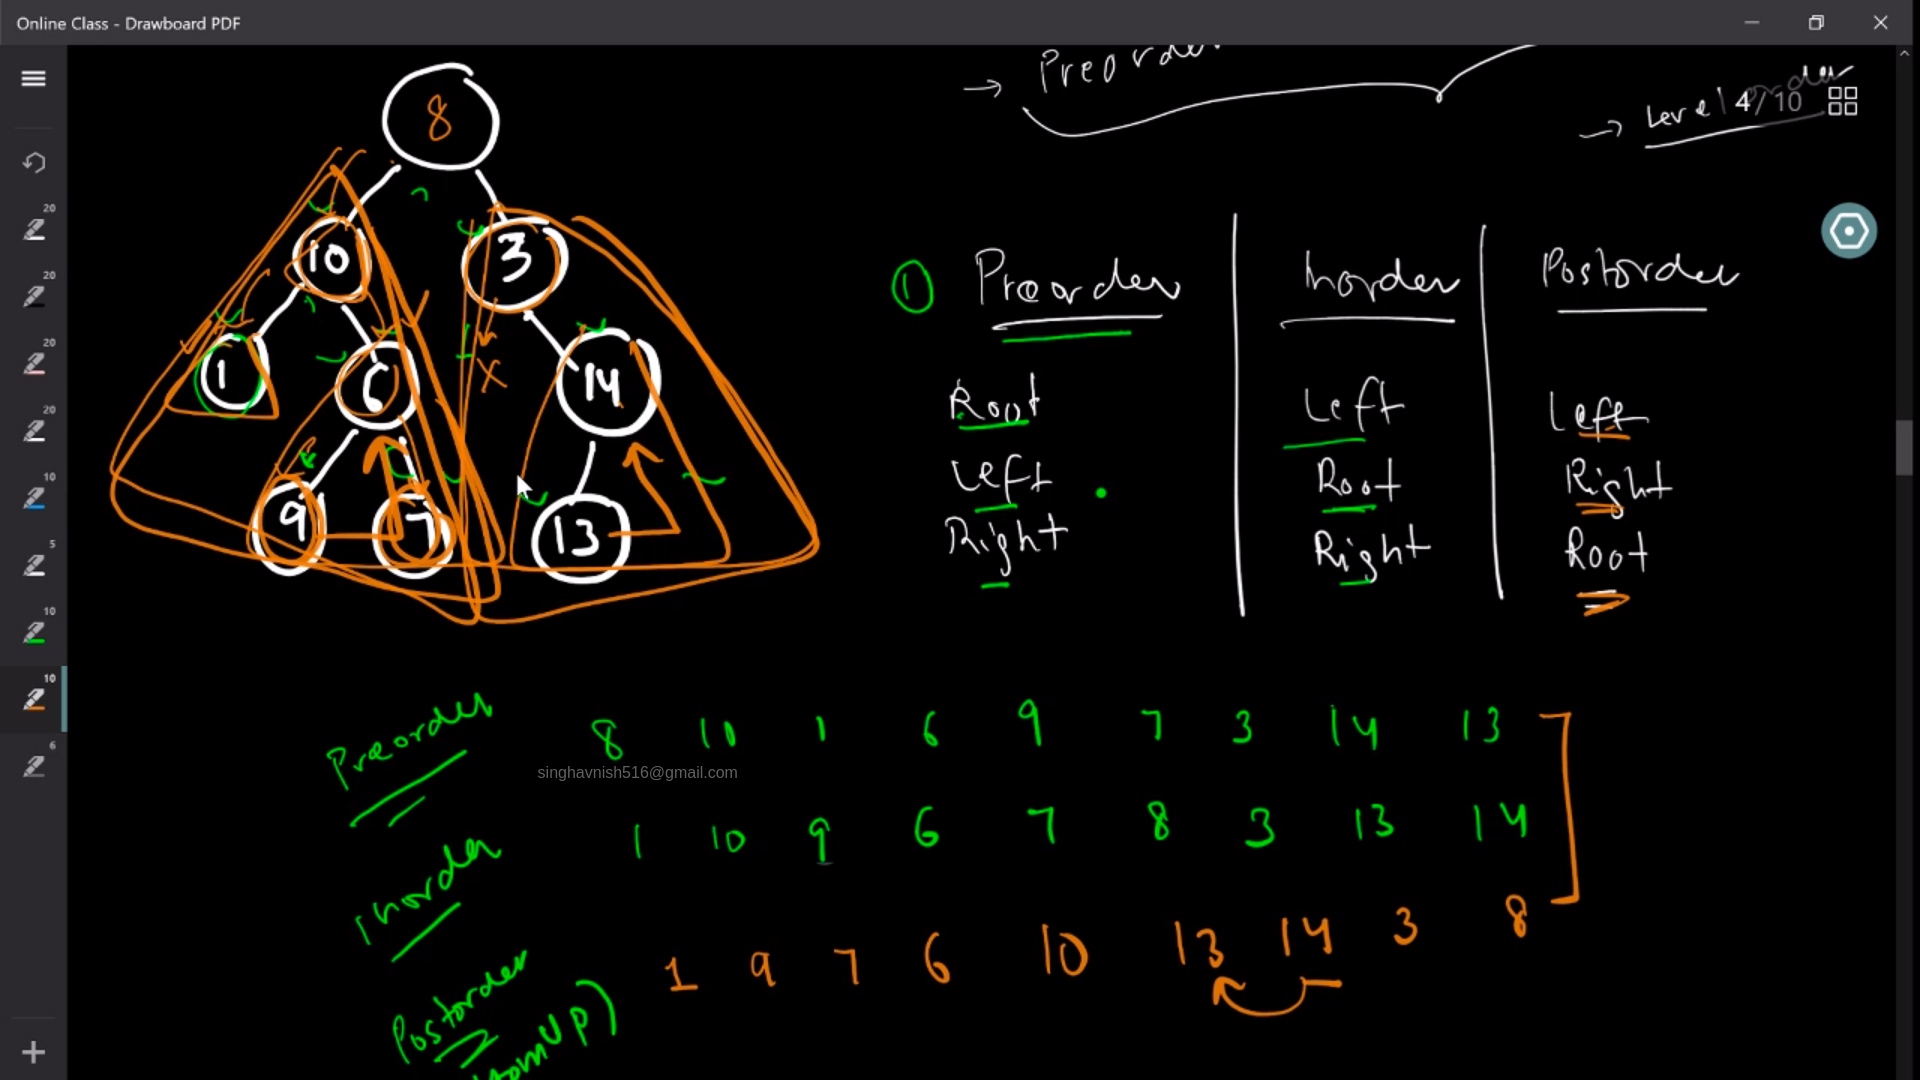 Online Class - Drawboard PDF
→ Preorder
→ Level order
4 / 10
8
10 3
1 6 14
x
9 7 13
① Preorder Inorder Postorder
Root Left Left
Left Root Right
Right Right Root
20
20
20
20
10
5
10
10
6
Preorder 8 10 1 6 9 7 3 14 13
singhavnish516@gmail.com
Inorder 1 10 9 6 7 8 3 13 14
Postorder 1 9 7 6 10 13 14 3 8
tomUp)